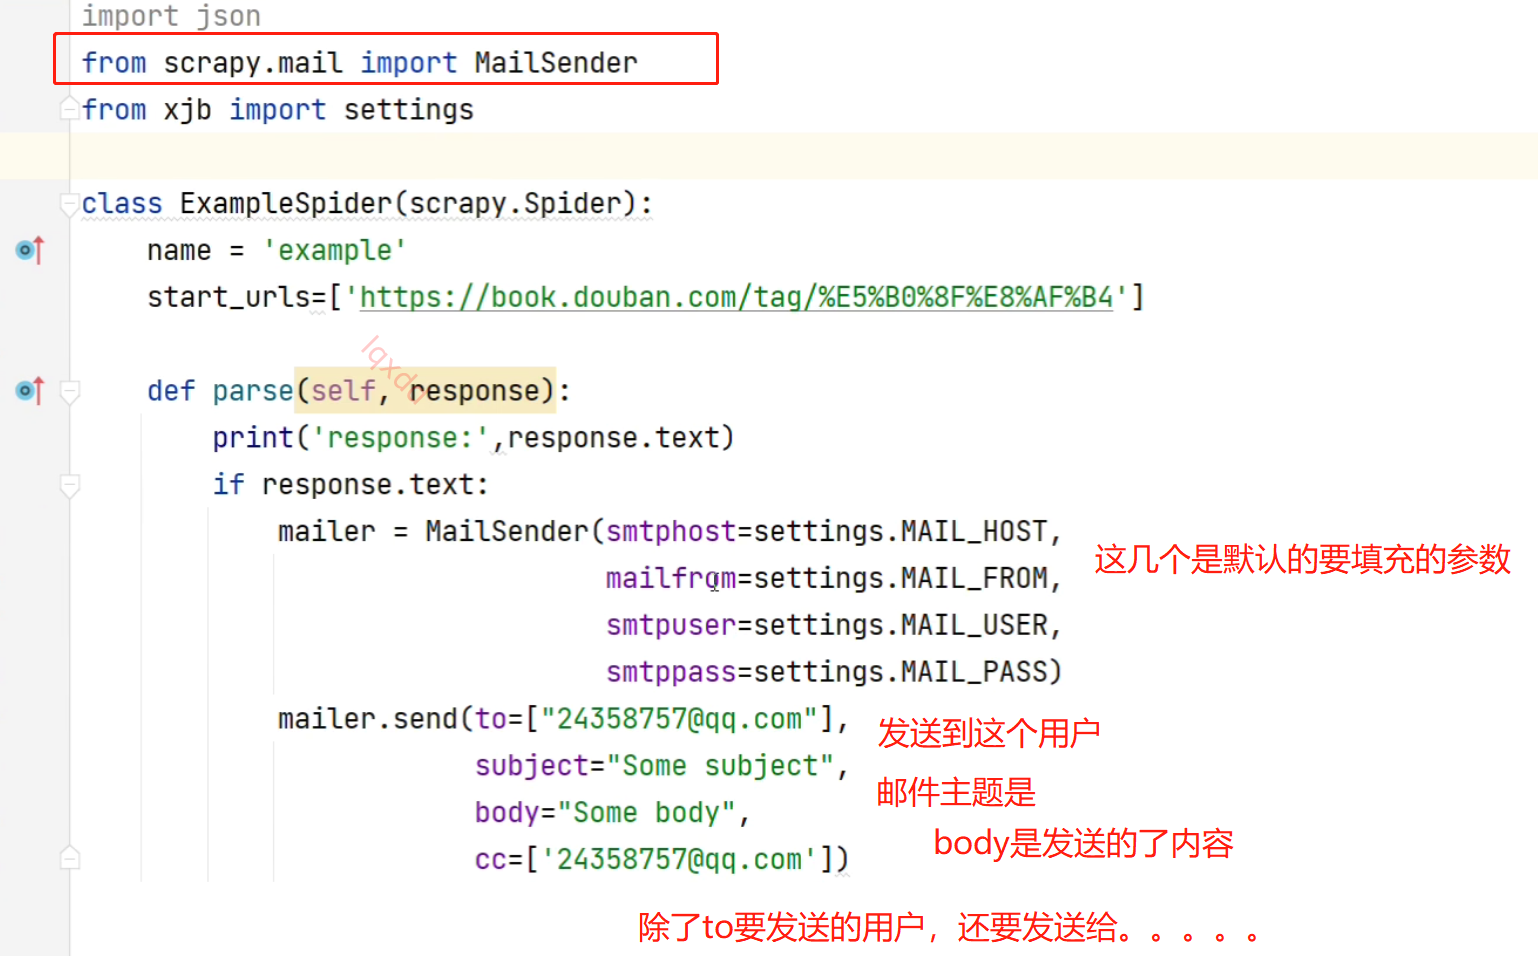 import json
from scrapy.mail import MailSender
from xjb import settings
class ExampleSpider(scrapy.Spider):
name = 'example'
start_urls=['https://book.douban.com/tag/%E5%B0%8F%E8%AF%B4']
def parse(self, response):
print('response:',response.text)
if response.text:
mailer = MailSender(smtphost=settings.MAIL_HOST,
这几个是默认的要填充的参数
mailfrom=settings.MAIL_FROM,
smtpuser=settings.MAIL_USER,
smtppass=settings.MAIL_PASS)
mailer.send(to=["24358757@qq.com"],
发送到这个用户
subject="Some subject",
邮件主题是
body="Some body",
body是发送的了内容
cc=['24358757@qq.com'])
除了to要发送的用户，还要发送给。。。。。